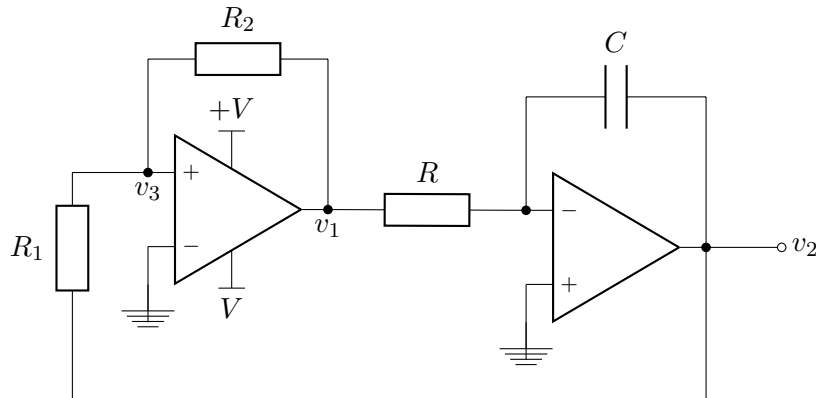 R₂
C
+V
+
v₃
R
v₁
−
R₁
−
V
v₂
+